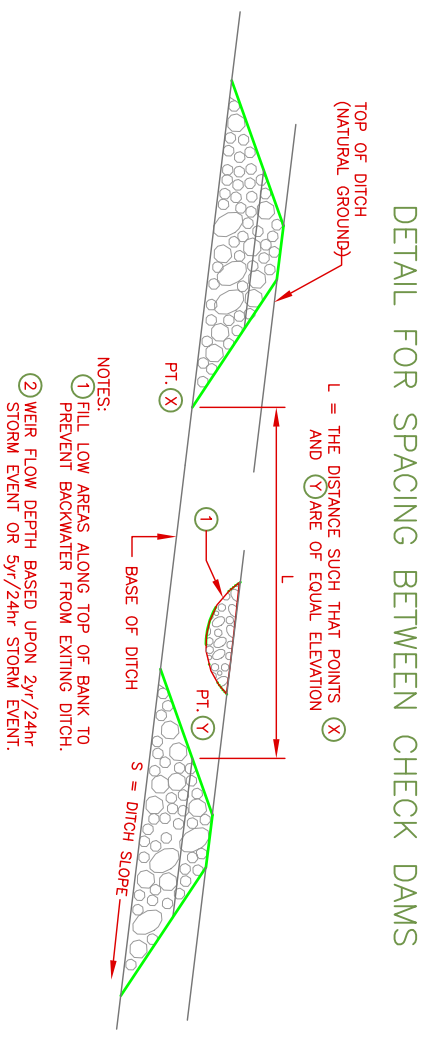 DETAIL FOR SPACING BETWEEN CHECK DAMS
TOP OF DITCH
(NATURAL GROUND)
L = THE DISTANCE SUCH THAT POINTS X
AND Y ARE OF EQUAL ELEVATION
L
1
PT. X
PT. Y
BASE OF DITCH
S = DITCH SLOPE
NOTES:
1 FILL LOW AREAS ALONG TOP OF BANK TO
PREVENT BACKWATER FROM EXITING DITCH.
2 WEIR FLOW DEPTH BASED UPON 2yr/24hr
STORM EVENT OR 5yr/24hr STORM EVENT.